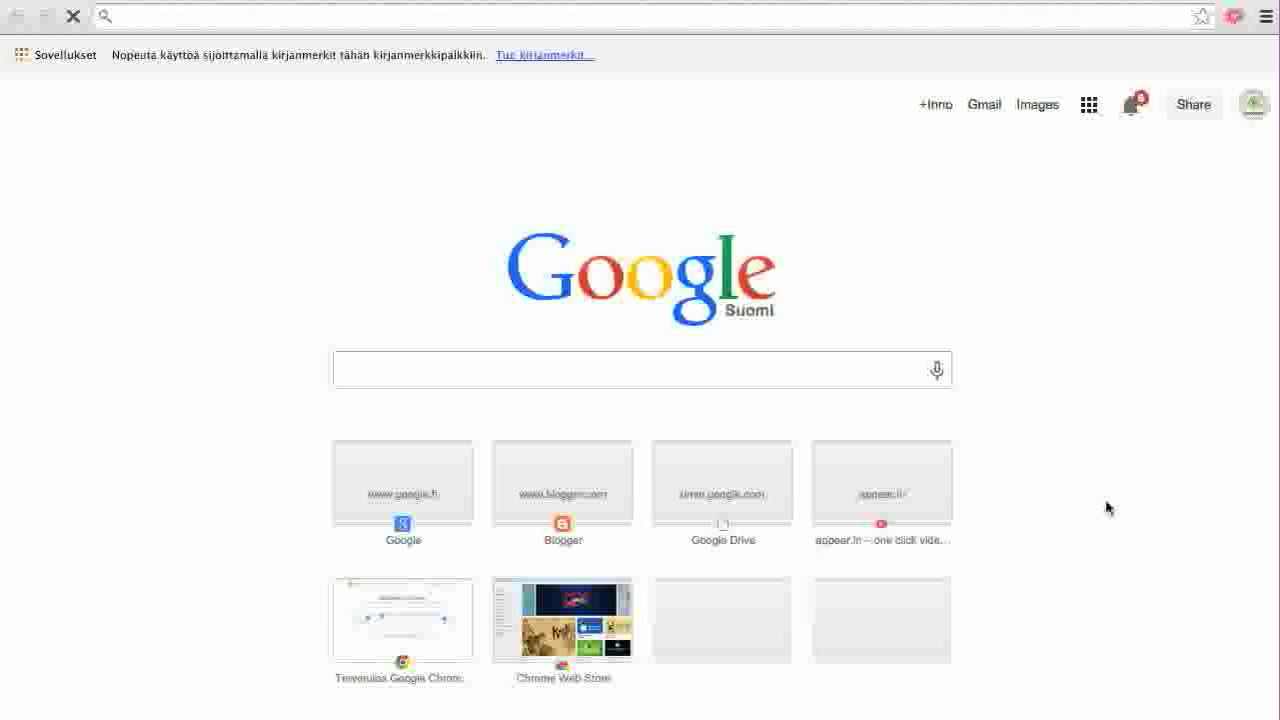 Sovellukset Nopeuta käyttöä sijoittamalla kirjanmerkit tähän kirjanmerkkipalkkiin. Tuo kirjanmerkit...
+Inno Gmail Images 6 Share
Google
Suomi
www.google.fi www.blogger.com drive.google.com appear.in
Google Blogger Google Drive appear.in – one click vide...
Tervetuloa Google Chrom... Chrome Web Store